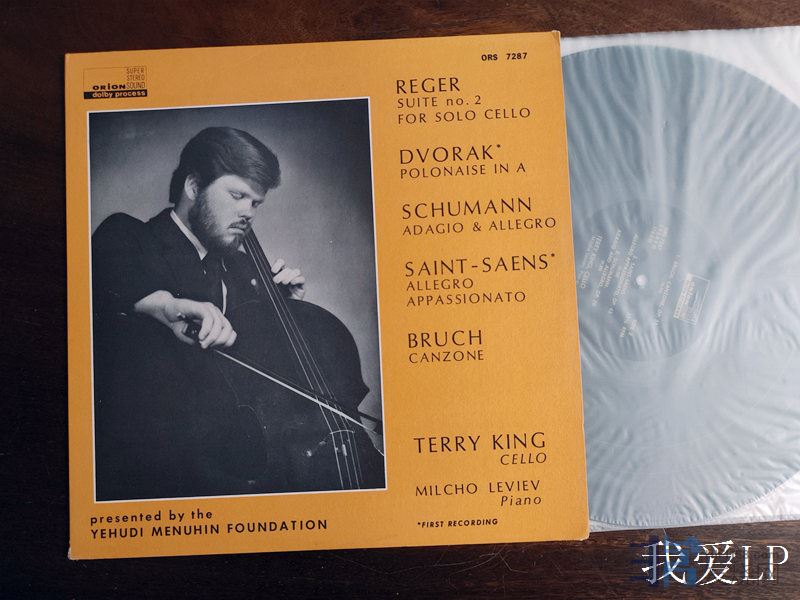 ORS 7287
ORION
SUPER
STEREO
SOUND
dolby process
REGER
SUITE no. 2
FOR SOLO CELLO
DVORAK*
POLONAISE IN A
SCHUMANN
ADAGIO & ALLEGRO
SAINT-SAENS*
ALLEGRO
APPASSIONATO
BRUCH
CANZONE
TERRY KING
CELLO
MILCHO LEVIEV
Piano
*FIRST RECORDING
presented by the
YEHUDI MENUHIN FOUNDATION
我爱LP